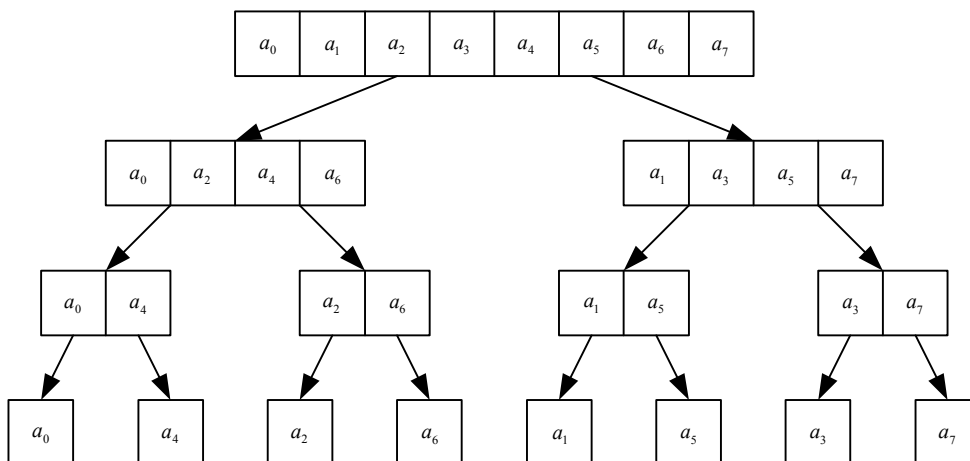 a₀ a₁ a₂ a₃ a₄ a₅ a₆ a₇
a₀ a₂ a₄ a₆ a₁ a₃ a₅ a₇
a₀ a₄ a₂ a₆ a₁ a₅ a₃ a₇
a₀ a₄ a₂ a₆ a₁ a₅ a₃ a₇